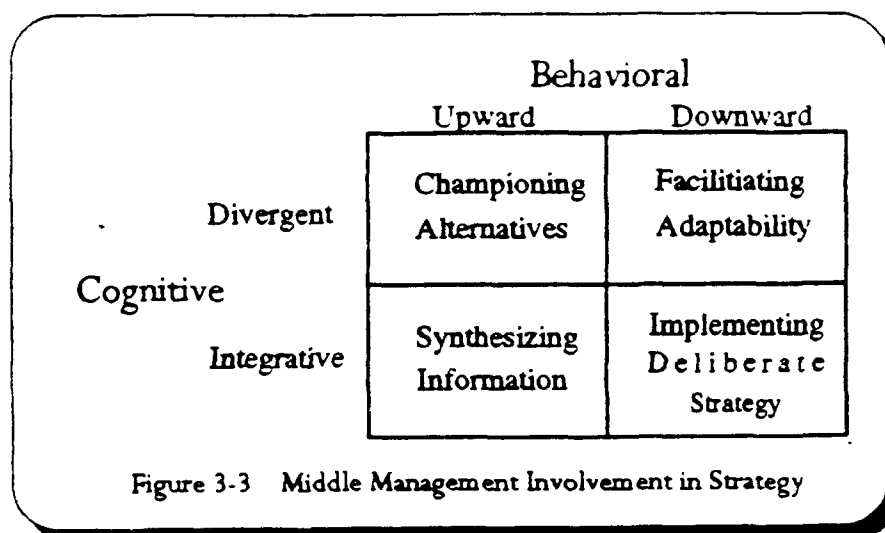 Behavioral
Upward Downward
Championing Facilitiating
Divergent
Alternatives Adaptability
Cognitive
Synthesizing Implementing
Integrative Deliberate
Information Strategy
Figure 3-3 Middle Management Involvement in Strategy